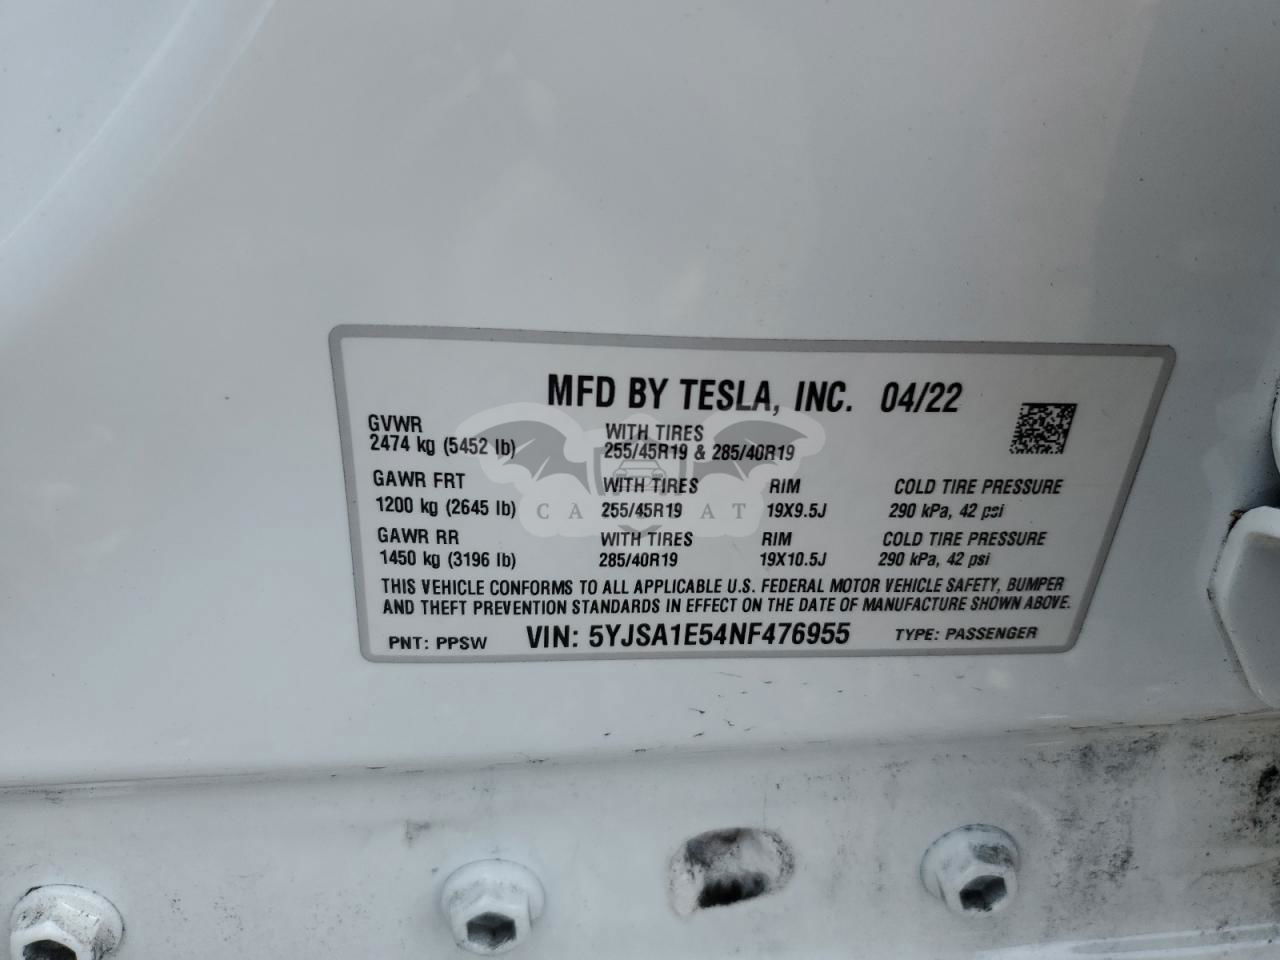 MFD BY TESLA, INC. 04/22
GVWR
2474 kg (5452 lb)
WITH TIRES
255/45R19 & 285/40R19
GAWR FRT WITH TIRES RIM COLD TIRE PRESSURE
1200 kg (2645 lb) 255/45R19 19X9.5J 290 kPa, 42 psi
GAWR RR WITH TIRES RIM COLD TIRE PRESSURE
1450 kg (3196 lb) 285/40R19 19X10.5J 290 kPa, 42 psi
THIS VEHICLE CONFORMS TO ALL APPLICABLE U.S. FEDERAL MOTOR VEHICLE SAFETY, BUMPER
AND THEFT PREVENTION STANDARDS IN EFFECT ON THE DATE OF MANUFACTURE SHOWN ABOVE.
PNT: PPSW VIN: 5YJSA1E54NF476955 TYPE: PASSENGER